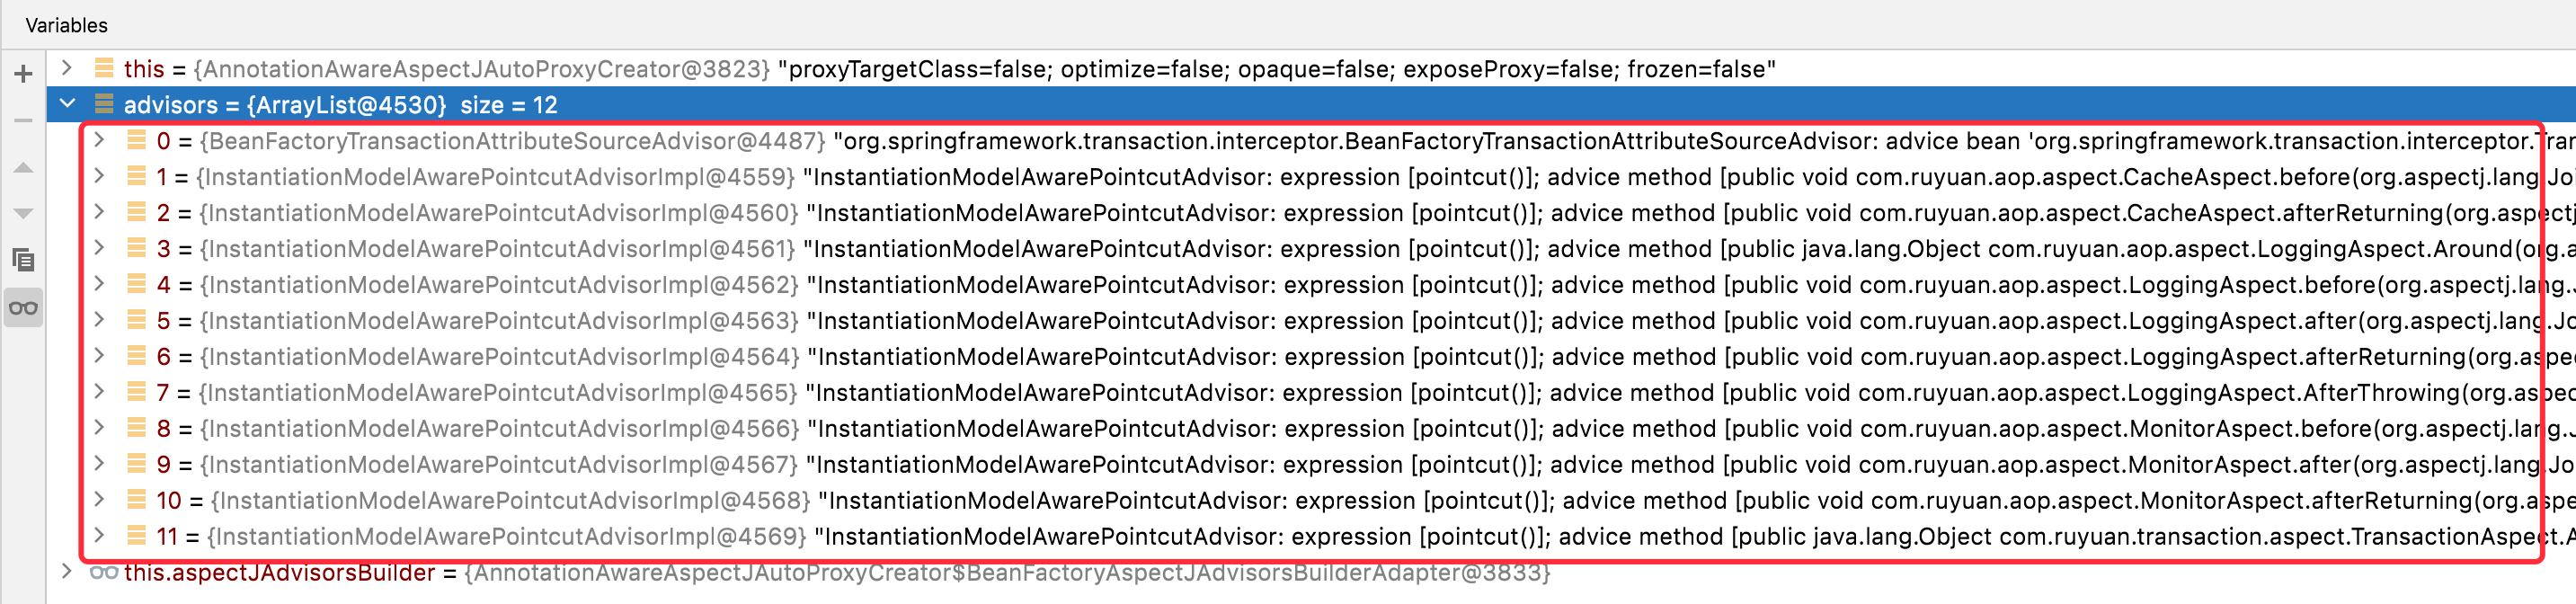 Variables
this = {AnnotationAwareAspectJAutoProxyCreator@3823} "proxyTargetClass=false; optimize=false; opaque=false; exposeProxy=false; frozen=false"
advisors = {ArrayList@4530} size = 12
0 = {BeanFactoryTransactionAttributeSourceAdvisor@4487} "org.springframework.transaction.interceptor.BeanFactoryTransactionAttributeSourceAdvisor: advice bean 'org.springframework.transaction.interceptor.Tran
1 = {InstantiationModelAwarePointcutAdvisorImpl@4559} "InstantiationModelAwarePointcutAdvisor: expression [pointcut()]; advice method [public void com.ruyuan.aop.aspect.CacheAspect.before(org.aspectj.lang.Joi
2 = {InstantiationModelAwarePointcutAdvisorImpl@4560} "InstantiationModelAwarePointcutAdvisor: expression [pointcut()]; advice method [public void com.ruyuan.aop.aspect.CacheAspect.afterReturning(org.aspectj
3 = {InstantiationModelAwarePointcutAdvisorImpl@4561} "InstantiationModelAwarePointcutAdvisor: expression [pointcut()]; advice method [public java.lang.Object com.ruyuan.aop.aspect.LoggingAspect.Around(org.a
4 = {InstantiationModelAwarePointcutAdvisorImpl@4562} "InstantiationModelAwarePointcutAdvisor: expression [pointcut()]; advice method [public void com.ruyuan.aop.aspect.LoggingAspect.before(org.aspectj.lang.J
5 = {InstantiationModelAwarePointcutAdvisorImpl@4563} "InstantiationModelAwarePointcutAdvisor: expression [pointcut()]; advice method [public void com.ruyuan.aop.aspect.LoggingAspect.after(org.aspectj.lang.Jo
6 = {InstantiationModelAwarePointcutAdvisorImpl@4564} "InstantiationModelAwarePointcutAdvisor: expression [pointcut()]; advice method [public void com.ruyuan.aop.aspect.LoggingAspect.afterReturning(org.aspe
7 = {InstantiationModelAwarePointcutAdvisorImpl@4565} "InstantiationModelAwarePointcutAdvisor: expression [pointcut()]; advice method [public void com.ruyuan.aop.aspect.LoggingAspect.AfterThrowing(org.aspec
8 = {InstantiationModelAwarePointcutAdvisorImpl@4566} "InstantiationModelAwarePointcutAdvisor: expression [pointcut()]; advice method [public void com.ruyuan.aop.aspect.MonitorAspect.before(org.aspectj.lang.J
9 = {InstantiationModelAwarePointcutAdvisorImpl@4567} "InstantiationModelAwarePointcutAdvisor: expression [pointcut()]; advice method [public void com.ruyuan.aop.aspect.MonitorAspect.after(org.aspectj.lang.Jo
10 = {InstantiationModelAwarePointcutAdvisorImpl@4568} "InstantiationModelAwarePointcutAdvisor: expression [pointcut()]; advice method [public void com.ruyuan.aop.aspect.MonitorAspect.afterReturning(org.aspe
11 = {InstantiationModelAwarePointcutAdvisorImpl@4569} "InstantiationModelAwarePointcutAdvisor: expression [pointcut()]; advice method [public java.lang.Object com.ruyuan.transaction.aspect.TransactionAspect.A
this.aspectJAdvisorsBuilder = {AnnotationAwareAspectJAutoProxyCreator$BeanFactoryAspectJAdvisorsBuilderAdapter@3833}